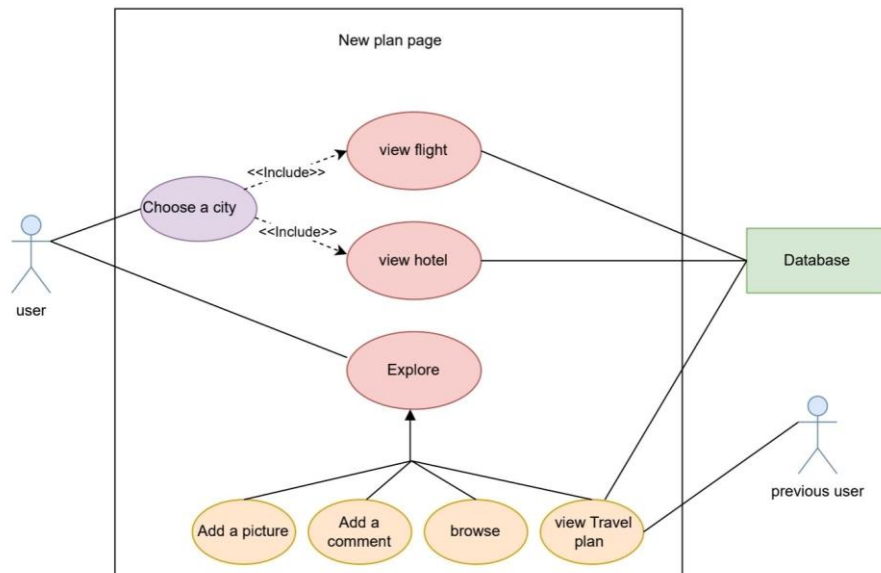 New plan page
view flight
<<Include>>
Choose a city
<<Include>>
view hotel
Database
user
Explore
previous user
Add a picture
Add a
comment
browse
view Travel
plan